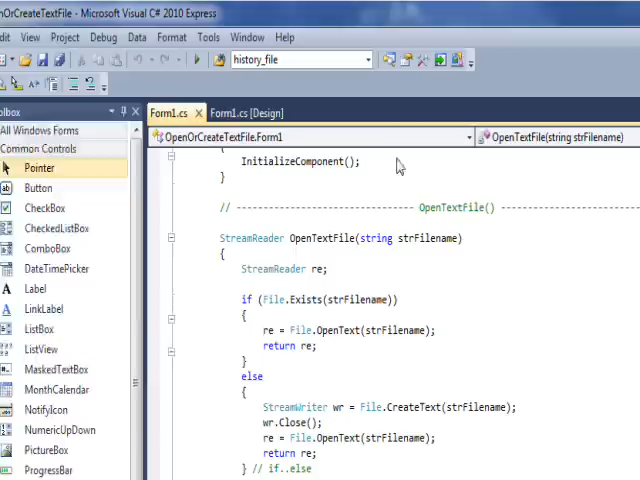 nOrCreateTextFile - Microsoft Visual C# 2010 Express
dit View Project Debug Data Format Tools Window Help
history_file
olbox
Form1.cs Form1.cs [Design]
All Windows Forms
Common Controls
Pointer
Button
CheckBox
CheckedListBox
ComboBox
DateTimePicker
Label
LinkLabel
ListBox
ListView
MaskedTextBox
MonthCalendar
NotifyIcon
NumericUpDown
PictureBox
ProgressBar
OpenOrCreateTextFile.Form1 OpenTextFile(string strFilename)
{
InitializeComponent();
}
// --------------------------------- OpenTextFile() --------------------------
StreamReader OpenTextFile(string strFilename)
{
StreamReader re;
if (File.Exists(strFilename))
{
re = File.OpenText(strFilename);
return re;
}
else
{
StreamWriter wr = File.CreateText(strFilename);
wr.Close();
re = File.OpenText(strFilename);
return re;
} // if..else